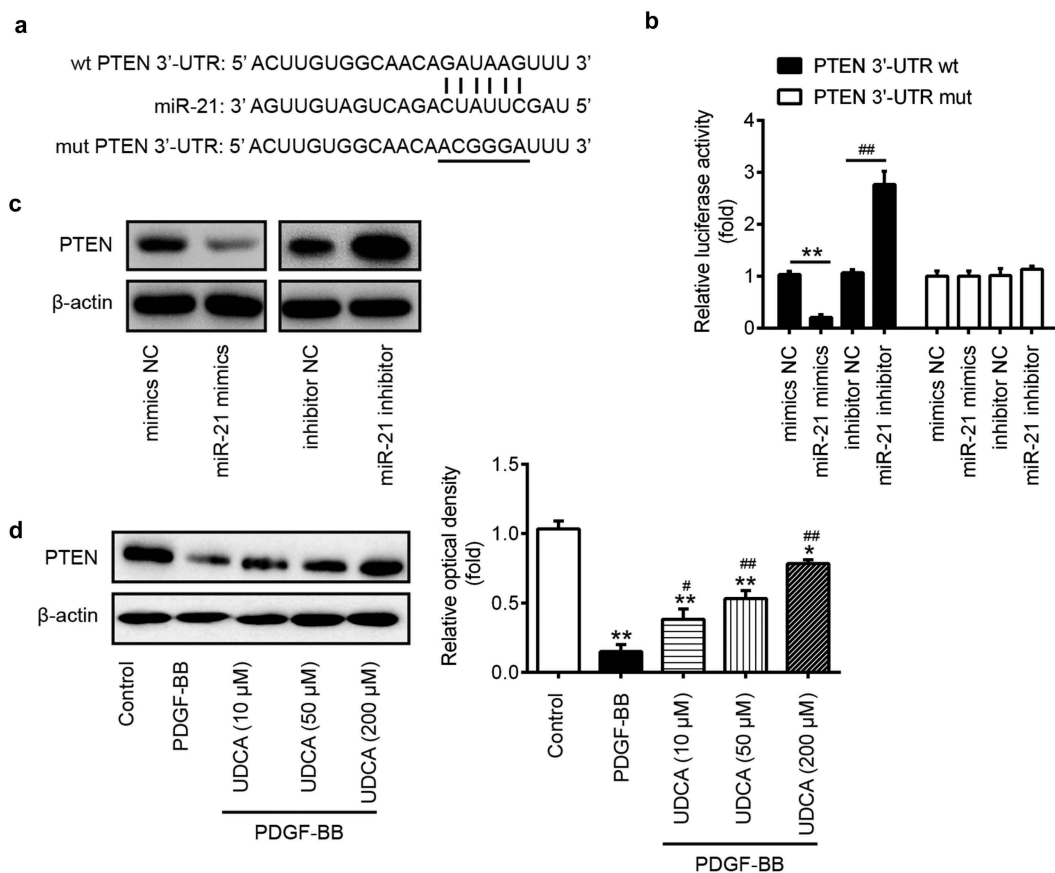 a
wt PTEN 3'-UTR: 5' ACUUGUGGCAACAGAUAAGUUU 3'
miR-21: 3' AGUUGUAGUCAGACUAUUCGAU 5'
mut PTEN 3'-UTR: 5' ACUUGUGGCAACAACGGGAUUU 3'
b
PTEN 3'-UTR wt
PTEN 3'-UTR mut
Relative luciferase activity
(fold)
4
3
2
1
0
**
##
mimics NC
miR-21 mimics
inhibitor NC
miR-21 inhibitor
mimics NC
miR-21 mimics
inhibitor NC
miR-21 inhibitor
c
PTEN
β-actin
mimics NC
miR-21 mimics
inhibitor NC
miR-21 inhibitor
d
PTEN
β-actin
Control
PDGF-BB
UDCA (10 μM)
UDCA (50 μM)
UDCA (200 μM)
PDGF-BB
Relative optical density
(fold)
1.5
1.0
0.5
0.0
**
#
**
##
**
##
*
Control
PDGF-BB
UDCA (10 μM)
UDCA (50 μM)
UDCA (200 μM)
PDGF-BB